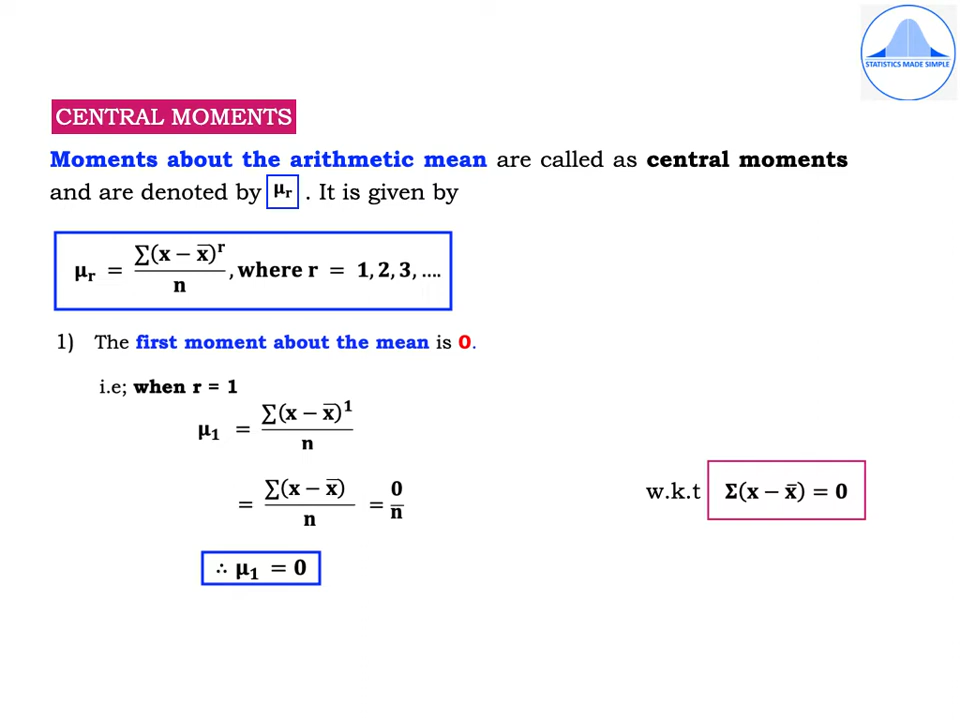 STATISTICS MADE SIMPLE
CENTRAL MOMENTS
Moments about the arithmetic mean are called as central moments
and are denoted by μᵣ . It is given by
μᵣ = ∑(x − x̅)ʳ / n , where r = 1, 2, 3, ....
1) The first moment about the mean is 0.
i.e; when r = 1
μ₁ = ∑(x − x̅)¹ / n
= ∑(x − x̅) / n = 0 / n
w.k.t Σ(x − x̅) = 0
∴ μ₁ = 0